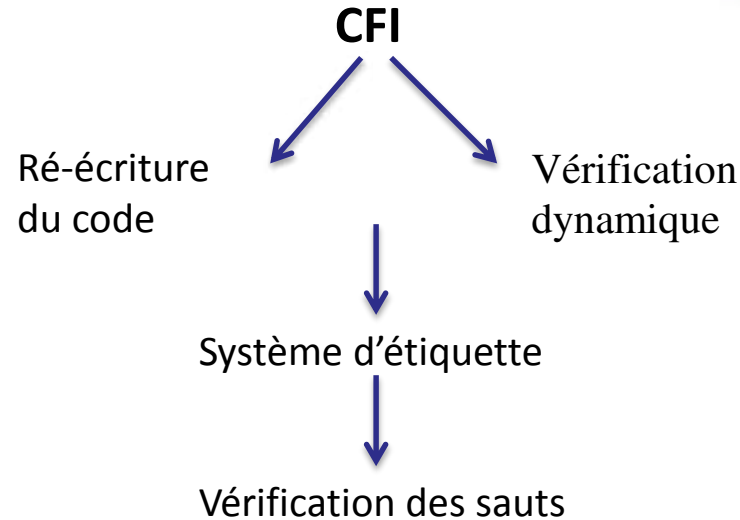 CFI
Ré-écriture
du code
Vérification
dynamique
Système d’étiquette
Vérification des sauts